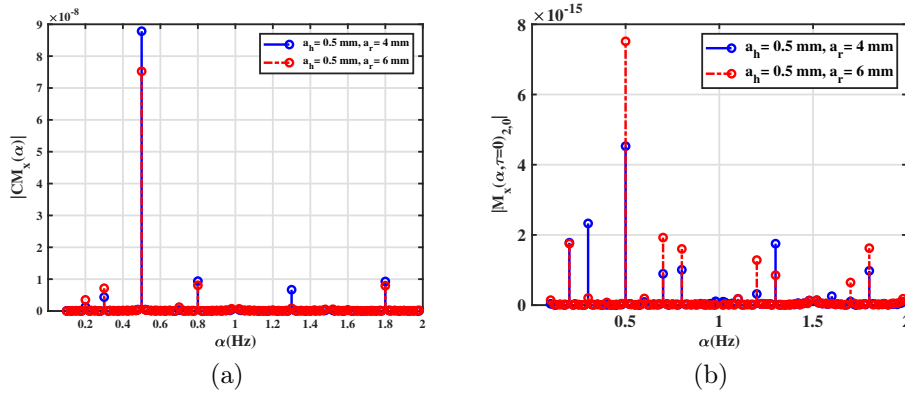 ×10⁻⁸
9
8
7
6
5
4
3
2
1
0
|CMₓ(α)|
aₕ= 0.5 mm, aᵣ= 4 mm
aₕ= 0.5 mm, aᵣ= 6 mm
0.2 0.4 0.6 0.8 1 1.2 1.4 1.6 1.8 2
α(Hz)
(a)
×10⁻¹⁵
8
6
4
2
0
|Mₓ(α,τ=0)₂,₀|
aₕ= 0.5 mm, aᵣ= 4 mm
aₕ= 0.5 mm, aᵣ= 6 mm
0.5 1 1.5 2
α(Hz)
(b)